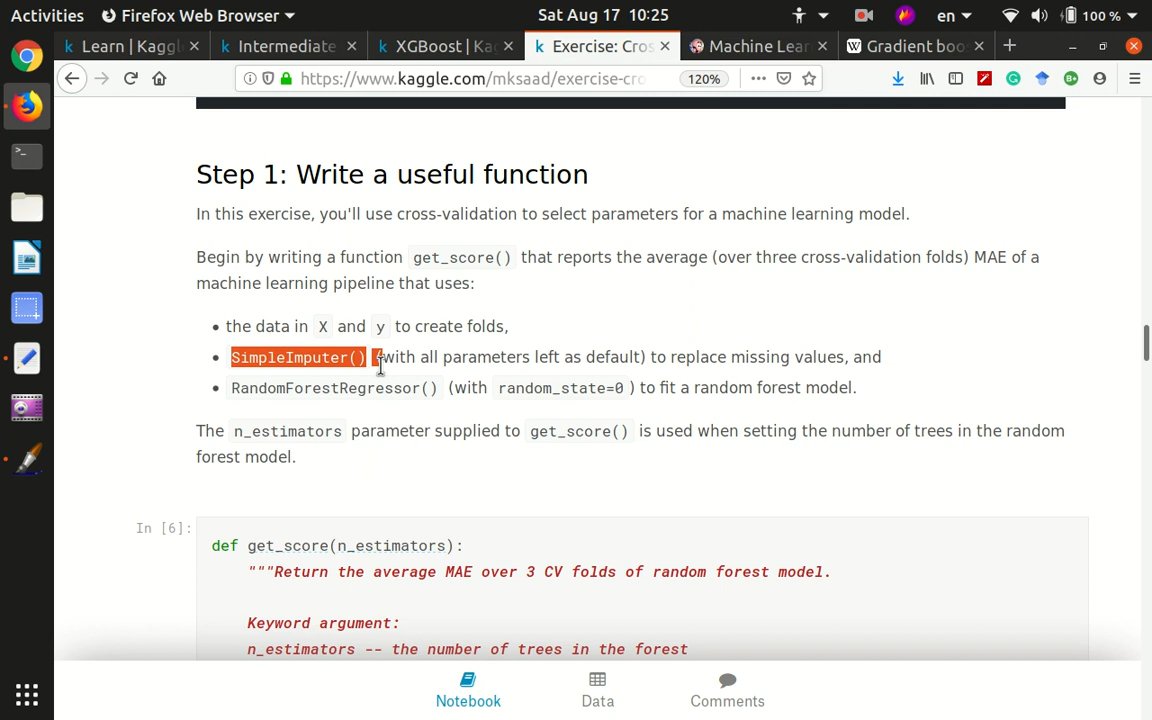 Activities Firefox Web Browser Sat Aug 17 10:25 en 100 %
Learn | Kaggl Intermediate XGBoost | Ka Exercise: Cros Machine Lear Gradient boo
https://www.kaggle.com/mksaad/exercise-cro 120%
Step 1: Write a useful function
In this exercise, you'll use cross-validation to select parameters for a machine learning model.
Begin by writing a function get_score() that reports the average (over three cross-validation folds) MAE of a
machine learning pipeline that uses:
• the data in X and y to create folds,
• SimpleImputer() (with all parameters left as default) to replace missing values, and
• RandomForestRegressor() (with random_state=0 ) to fit a random forest model.
The n_estimators parameter supplied to get_score() is used when setting the number of trees in the random
forest model.
In [6]:
def get_score(n_estimators):
"""Return the average MAE over 3 CV folds of random forest model.
Keyword argument:
n_estimators -- the number of trees in the forest
Notebook Data Comments